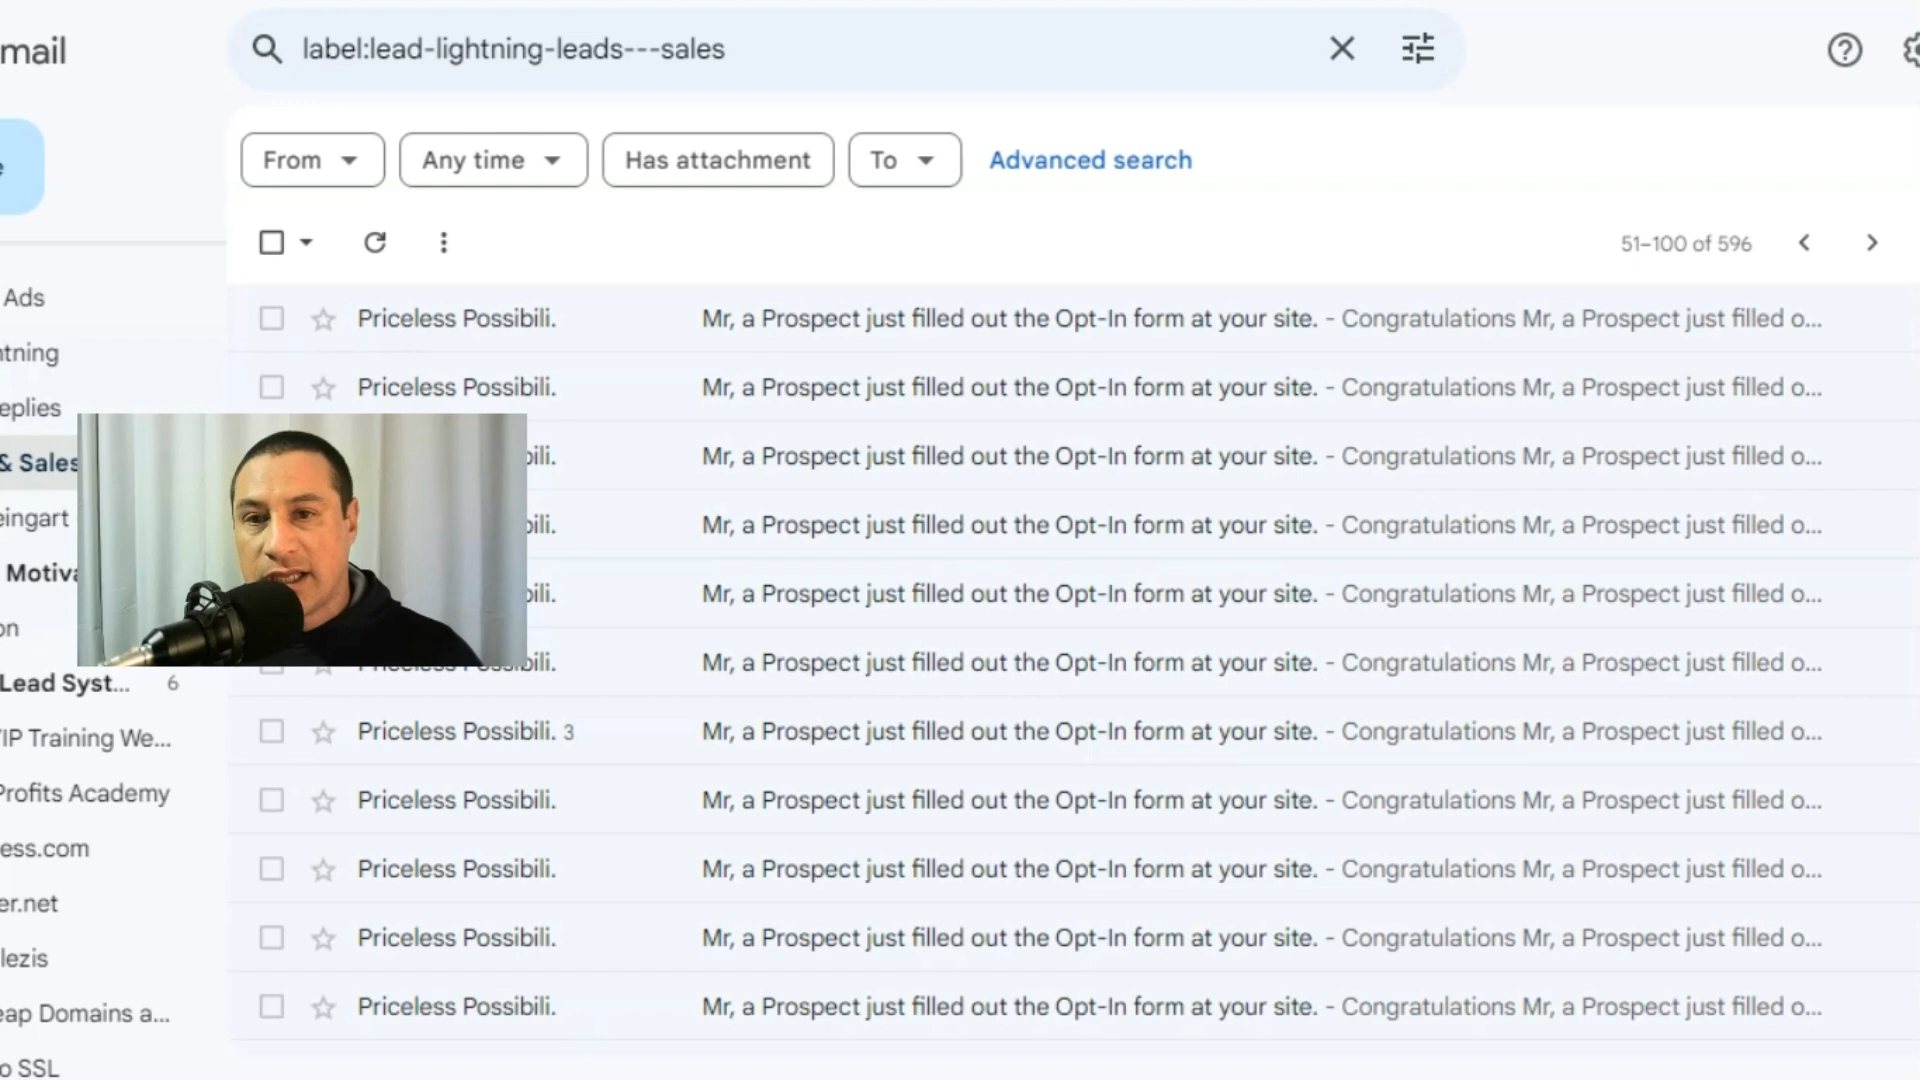 mail
label:lead-lightning-leads---sales
From
Any time
Has attachment
To
Advanced search
51–100 of 596
Ads
htning
eplies
& Sales
eingart
Motiva
on
Lead Syst... 6
IP Training We...
Profits Academy
ess.com
er.net
lezis
eap Domains a...
o SSL
Priceless Possibili. Mr, a Prospect just filled out the Opt-In form at your site. - Congratulations Mr, a Prospect just filled o...
Priceless Possibili. Mr, a Prospect just filled out the Opt-In form at your site. - Congratulations Mr, a Prospect just filled o...
bili. Mr, a Prospect just filled out the Opt-In form at your site. - Congratulations Mr, a Prospect just filled o...
bili. Mr, a Prospect just filled out the Opt-In form at your site. - Congratulations Mr, a Prospect just filled o...
bili. Mr, a Prospect just filled out the Opt-In form at your site. - Congratulations Mr, a Prospect just filled o...
Priceless Possibili. Mr, a Prospect just filled out the Opt-In form at your site. - Congratulations Mr, a Prospect just filled o...
Priceless Possibili. 3 Mr, a Prospect just filled out the Opt-In form at your site. - Congratulations Mr, a Prospect just filled o...
Priceless Possibili. Mr, a Prospect just filled out the Opt-In form at your site. - Congratulations Mr, a Prospect just filled o...
Priceless Possibili. Mr, a Prospect just filled out the Opt-In form at your site. - Congratulations Mr, a Prospect just filled o...
Priceless Possibili. Mr, a Prospect just filled out the Opt-In form at your site. - Congratulations Mr, a Prospect just filled o...
Priceless Possibili. Mr, a Prospect just filled out the Opt-In form at your site. - Congratulations Mr, a Prospect just filled o...